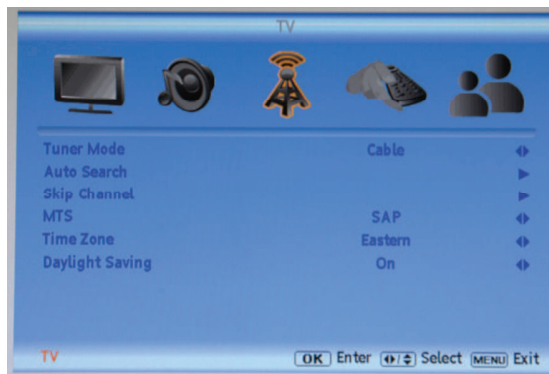 TV
Tuner Mode Cable
Auto Search
Skip Channel
MTS SAP
Time Zone Eastern
Daylight Saving On
TV OK Enter Select MENU Exit